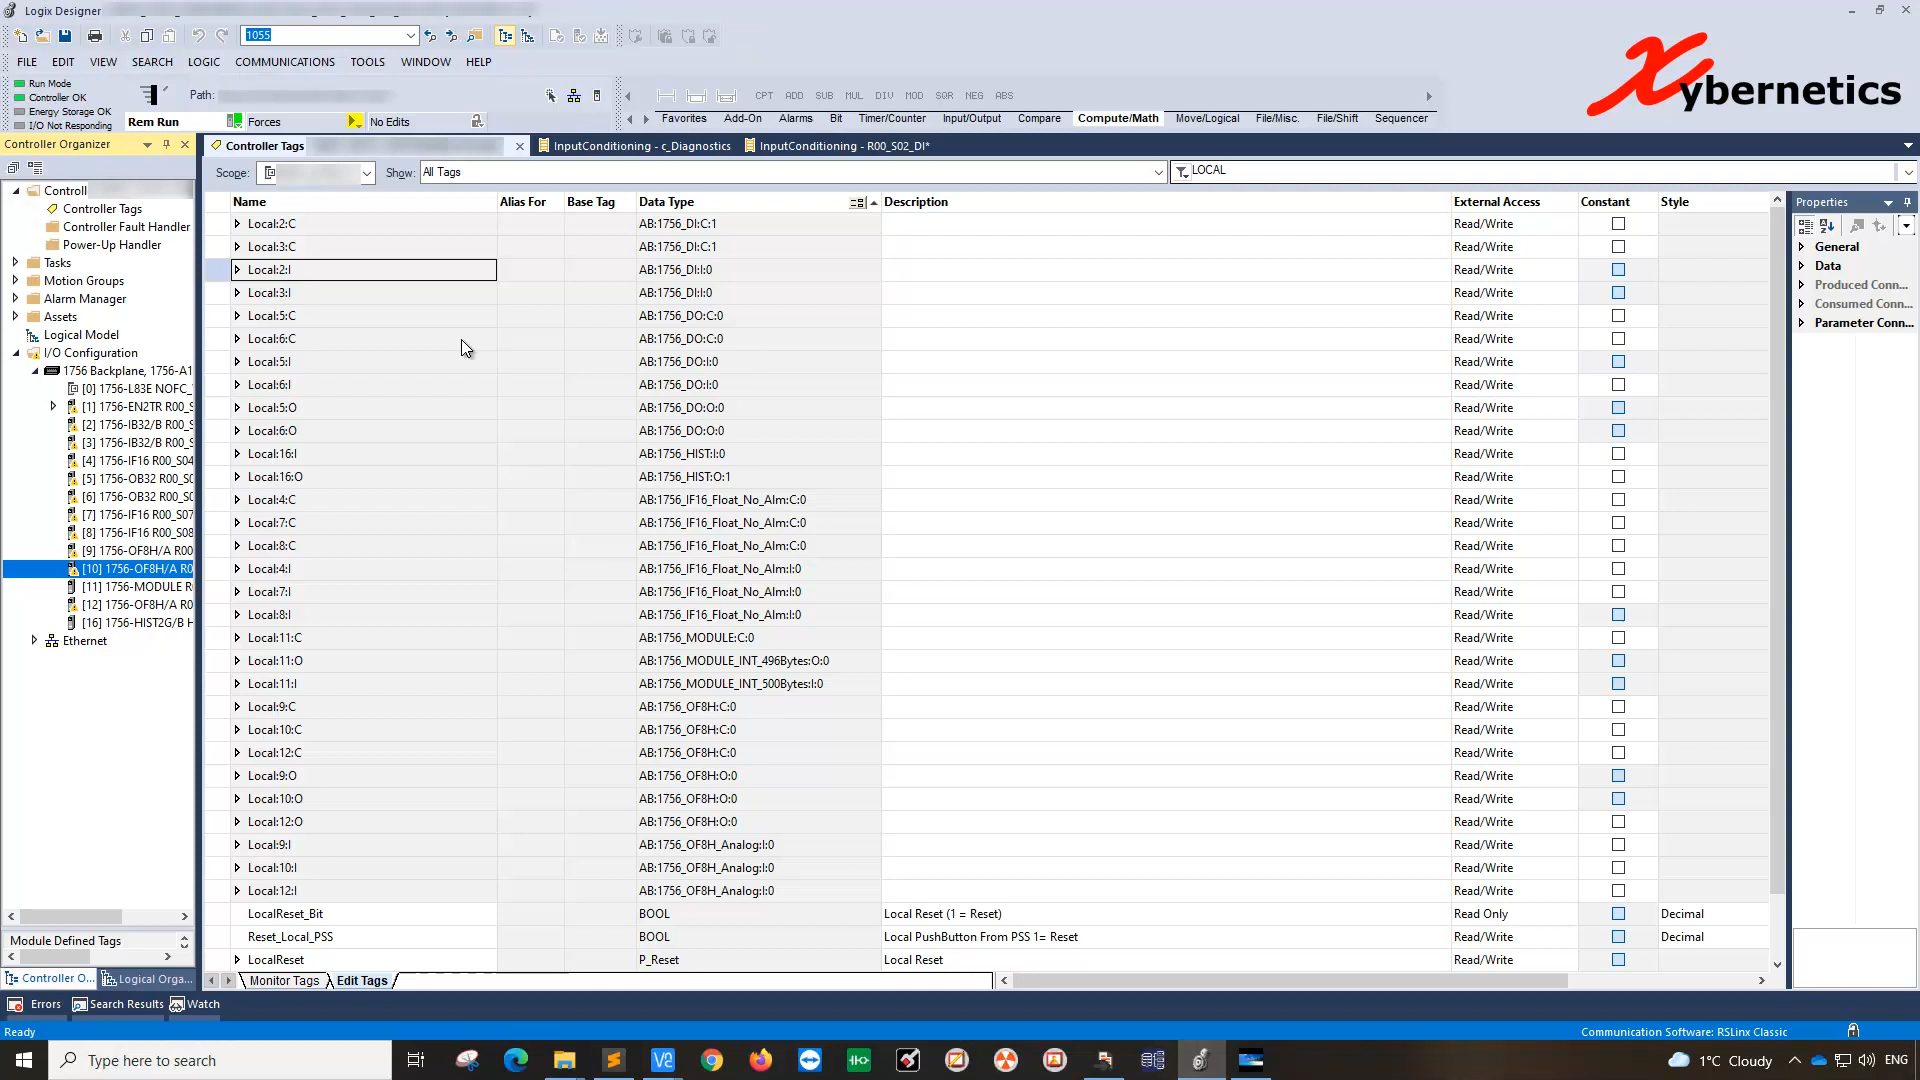 Logix Designer
Xybernetics
1055
FILE EDIT VIEW SEARCH LOGIC COMMUNICATIONS TOOLS WINDOW HELP
Run Mode
Controller OK
Energy Storage OK
I/O Not Responding
Path:
Rem Run Forces No Edits
CPT ADD SUB MUL DIV MOD SQR NEG ABS
Favorites Add-On Alarms Bit Timer/Counter Input/Output Compare Compute/Math Move/Logical File/Misc. File/Shift Sequencer
Controller Organizer
Controller Tags InputConditioning - c_Diagnostics InputConditioning - R00_S02_DI*
Scope: Show: All Tags LOCAL
Controll
Controller Tags
Controller Fault Handler
Power-Up Handler
Tasks
Motion Groups
Alarm Manager
Assets
Logical Model
I/O Configuration
1756 Backplane, 1756-A1
[0] 1756-L83E NOFC_
[1] 1756-EN2TR R00_S
[2] 1756-IB32/B R00_S
[3] 1756-IB32/B R00_S
[4] 1756-IF16 R00_S04
[5] 1756-OB32 R00_S0
[6] 1756-OB32 R00_S0
[7] 1756-IF16 R00_S07
[8] 1756-IF16 R00_S08
[9] 1756-OF8H/A R00
[10] 1756-OF8H/A R0
[11] 1756-MODULE R
[12] 1756-OF8H/A R0
[16] 1756-HIST2G/B H
Ethernet
Module Defined Tags
Controller O... Logical Orga...
Name Alias For Base Tag Data Type Description External Access Constant Style
Local:2:C AB:1756_DI:C:1 Read/Write
Local:3:C AB:1756_DI:C:1 Read/Write
Local:2:I AB:1756_DI:I:0 Read/Write
Local:3:I AB:1756_DI:I:0 Read/Write
Local:5:C AB:1756_DO:C:0 Read/Write
Local:6:C AB:1756_DO:C:0 Read/Write
Local:5:I AB:1756_DO:I:0 Read/Write
Local:6:I AB:1756_DO:I:0 Read/Write
Local:5:O AB:1756_DO:O:0 Read/Write
Local:6:O AB:1756_DO:O:0 Read/Write
Local:16:I AB:1756_HIST:I:0 Read/Write
Local:16:O AB:1756_HIST:O:1 Read/Write
Local:4:C AB:1756_IF16_Float_No_Alm:C:0 Read/Write
Local:7:C AB:1756_IF16_Float_No_Alm:C:0 Read/Write
Local:8:C AB:1756_IF16_Float_No_Alm:C:0 Read/Write
Local:4:I AB:1756_IF16_Float_No_Alm:I:0 Read/Write
Local:7:I AB:1756_IF16_Float_No_Alm:I:0 Read/Write
Local:8:I AB:1756_IF16_Float_No_Alm:I:0 Read/Write
Local:11:C AB:1756_MODULE:C:0 Read/Write
Local:11:O AB:1756_MODULE_INT_496Bytes:O:0 Read/Write
Local:11:I AB:1756_MODULE_INT_500Bytes:I:0 Read/Write
Local:9:C AB:1756_OF8H:C:0 Read/Write
Local:10:C AB:1756_OF8H:C:0 Read/Write
Local:12:C AB:1756_OF8H:C:0 Read/Write
Local:9:O AB:1756_OF8H:O:0 Read/Write
Local:10:O AB:1756_OF8H:O:0 Read/Write
Local:12:O AB:1756_OF8H:O:0 Read/Write
Local:9:I AB:1756_OF8H_Analog:I:0 Read/Write
Local:10:I AB:1756_OF8H_Analog:I:0 Read/Write
Local:12:I AB:1756_OF8H_Analog:I:0 Read/Write
LocalReset_Bit BOOL Local Reset (1 = Reset) Read Only Decimal
Reset_Local_PSS BOOL Local PushButton From PSS 1= Reset Read/Write Decimal
LocalReset P_Reset Local Reset Read/Write
Monitor Tags Edit Tags
Properties
General
Data
Produced Conn...
Consumed Conn...
Parameter Conn...
Errors Search Results Watch
Ready Communication Software: RSLinx Classic
Type here to search 1°C Cloudy ENG